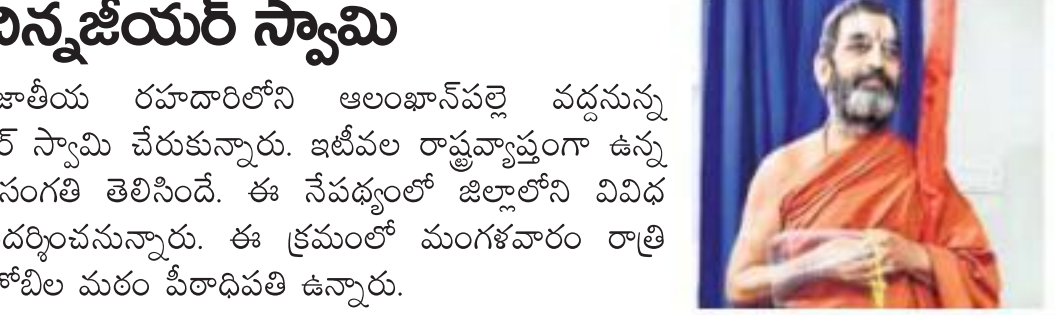 చిన్నజీయర్ స్వామి
జాతీయ రహదారిలోని ఆలంఖాన్‌పల్లె వద్దనున్న
స్వామి చేరుకున్నారు. ఇటీవల రాష్ట్రవ్యాప్తంగా ఉన్న
సంగతి తెలిసిందే. ఈ నేపథ్యంలో జిల్లాలోని వివిధ
దర్శించనున్నారు. ఈ క్రమంలో మంగళవారం రాత్రి
మఠం పీఠాధిపతి ఉన్నారు.